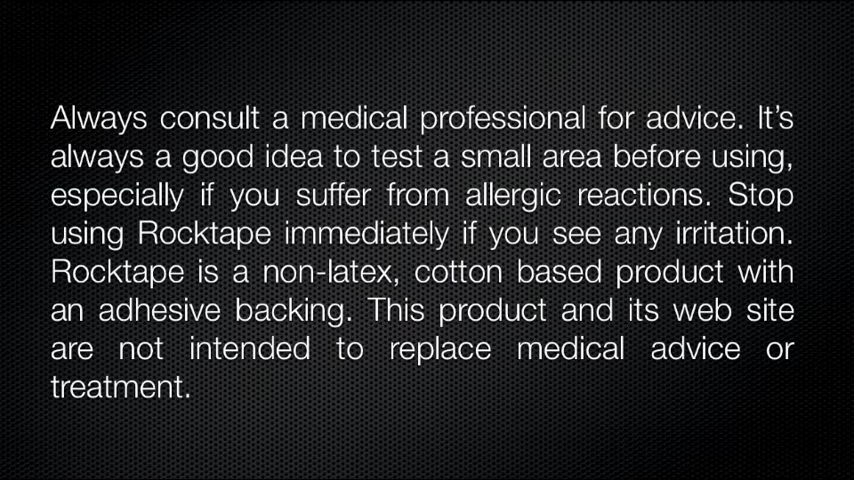 Always consult a medical professional for advice. It’s
always a good idea to test a small area before using,
especially if you suffer from allergic reactions. Stop
using Rocktape immediately if you see any irritation.
Rocktape is a non-latex, cotton based product with
an adhesive backing. This product and its web site
are not intended to replace medical advice or
treatment.